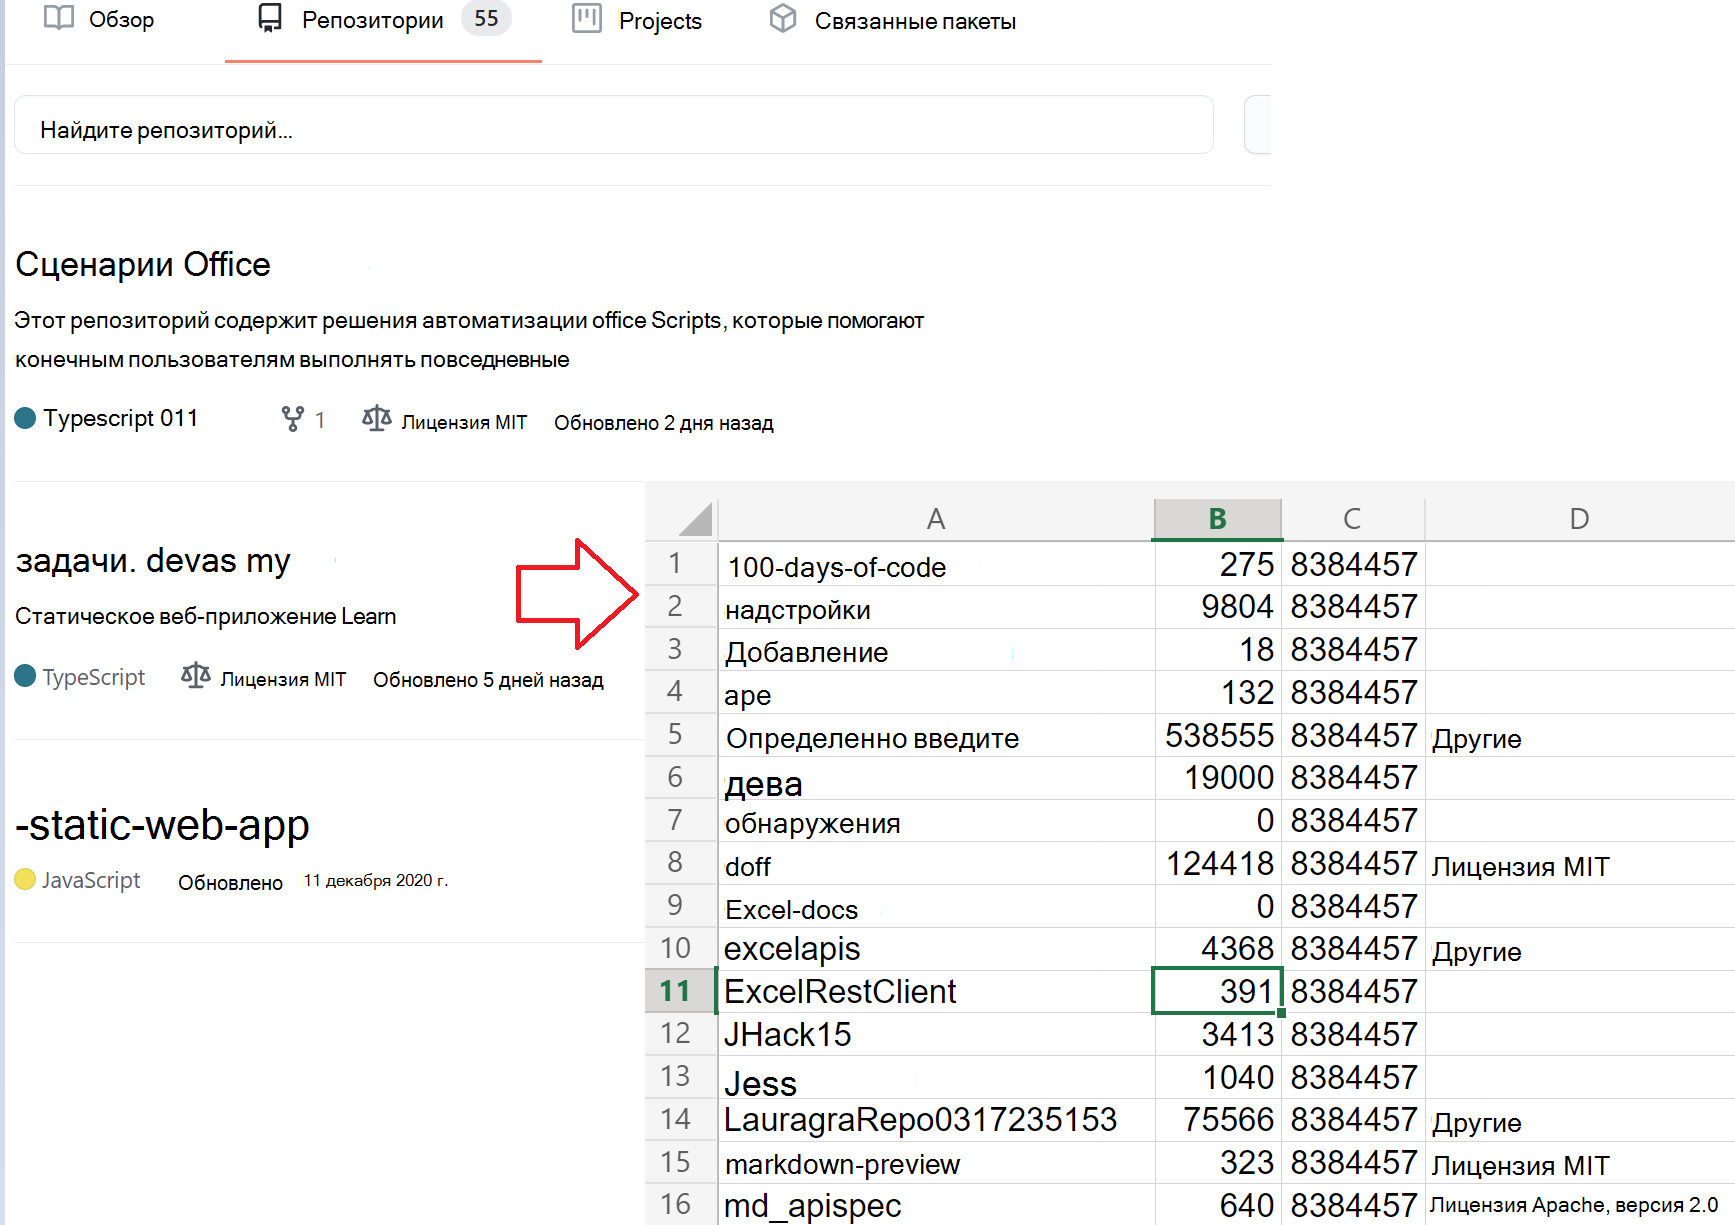 Обзор Репозитории 55 Projects Связанные пакеты
Найдите репозиторий...
Сценарии Office
Этот репозиторий содержит решения автоматизации office Scripts, которые помогают
конечным пользователям выполнять повседневные
Typescript 011 1 Лицензия MIT Обновлено 2 дня назад
задачи. devas my
Статическое веб-приложение Learn
TypeScript Лицензия MIT Обновлено 5 дней назад
-static-web-app
JavaScript Обновлено 11 декабря 2020 г.
A B C D
1 100-days-of-code 275 8384457
2 надстройки 9804 8384457
3 Добавление 18 8384457
4 ape 132 8384457
5 Определенно введите 538555 8384457 Другие
6 дева 19000 8384457
7 обнаружения 0 8384457
8 doff 124418 8384457 Лицензия MIT
9 Excel-docs 0 8384457
10 excelapis 4368 8384457 Другие
11 ExcelRestClient 391 8384457
12 JHack15 3413 8384457
13 Jess 1040 8384457
14 LauragraRepo0317235153 75566 8384457 Другие
15 markdown-preview 323 8384457 Лицензия MIT
16 md_apispec 640 8384457 Лицензия Apache, версия 2.0